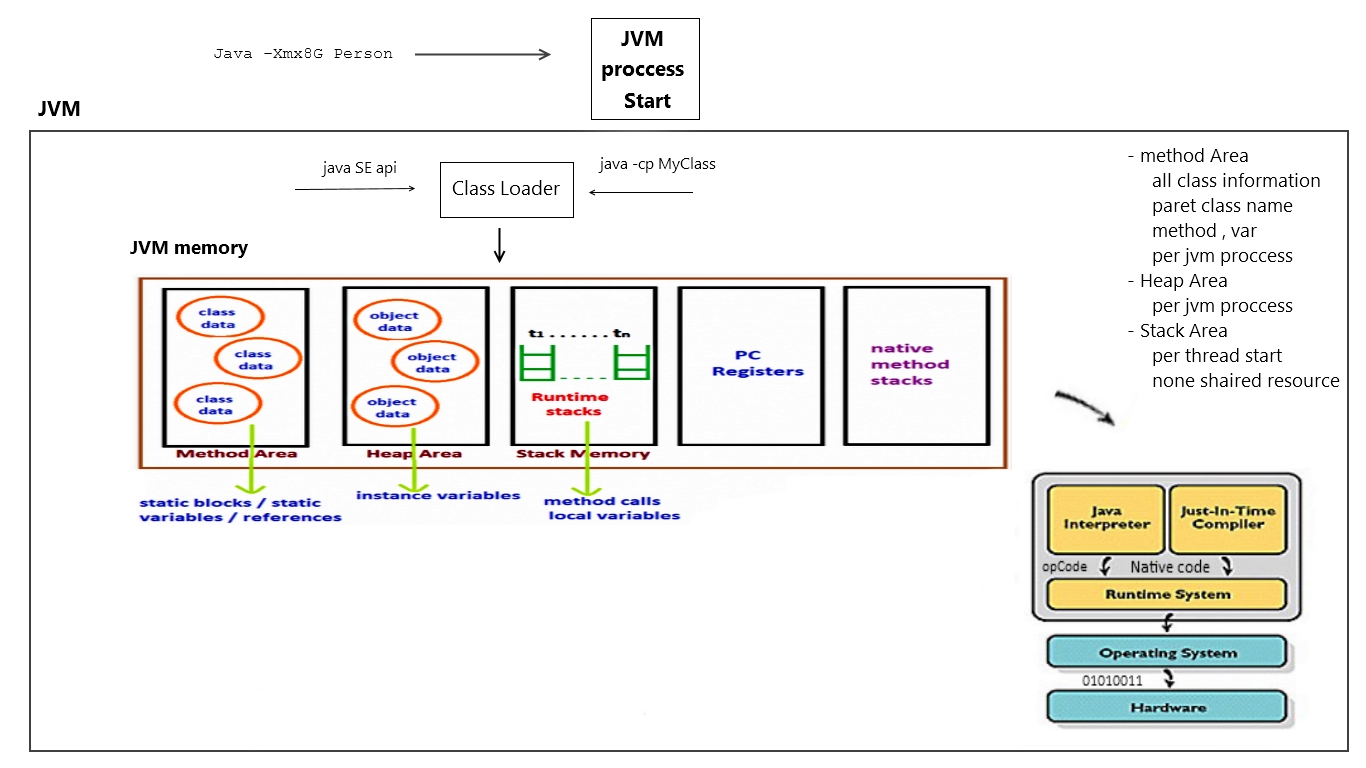 Java –Xmx8G Person
JVM
proccess
Start
JVM
java SE api
Class Loader
java -cp MyClass
- method Area
all class information
paret class name
method , var
per jvm proccess
- Heap Area
per jvm proccess
- Stack Area
per thread start
none shaired resource
JVM memory
class
data
class
data
class
data
Method Area
static blocks / static
variables / references
object
data
object
data
object
data
Heap Area
instance variables
t1 . . . . . . tn
Runtime
stacks
Stack Memory
method calls
local variables
PC
Registers
native
method
stacks
Java
Interpreter
Just-In-Time
Compiler
opCode
Native code
Runtime System
Operating System
01010011
Hardware